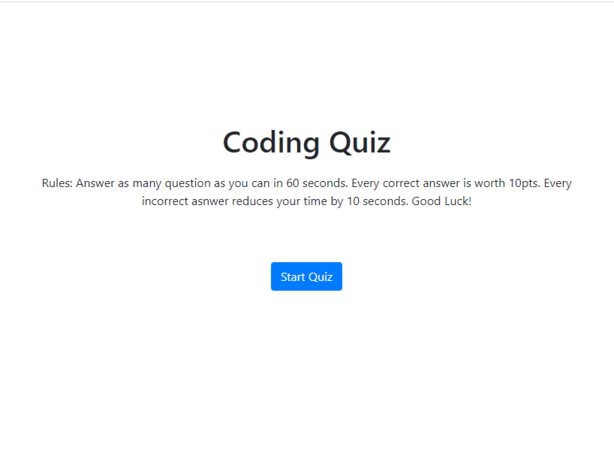 Coding Quiz
Rules: Answer as many question as you can in 60 seconds. Every correct answer is worth 10pts. Every
incorrect asnwer reduces your time by 10 seconds. Good Luck!
Start Quiz